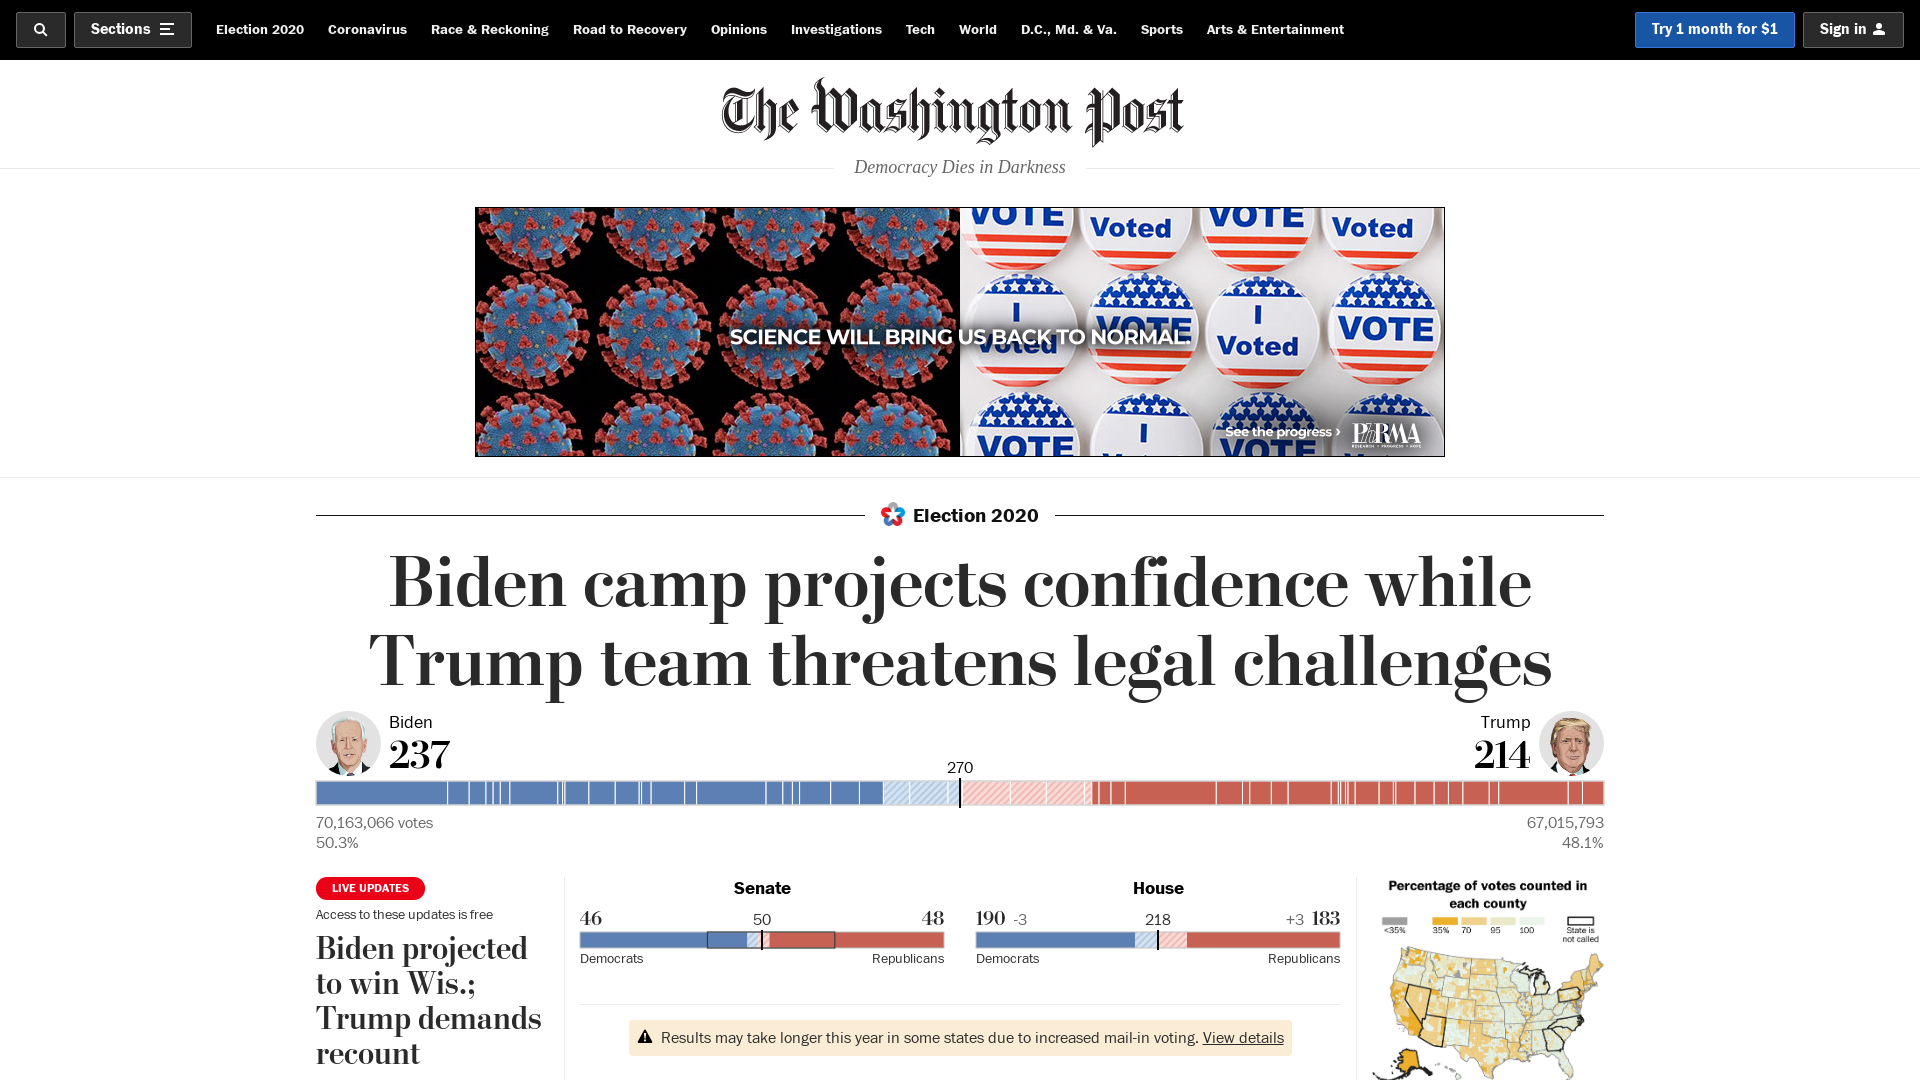 Sections
Election 2020
Coronavirus
Race & Reckoning
Road to Recovery
Opinions
Investigations
Tech
World
D.C., Md. & Va.
Sports
Arts & Entertainment
Try 1 month for $1
Sign in
The Washington Post
Democracy Dies in Darkness
VOTE
Voted
VOTE
Voted
I Voted
VOTE
I Voted
VOTE
SCIENCE WILL BRING US BACK TO NORMAL.
VOTE
I
VOTE
See the progress ›
PhRMA
RESEARCH • PROGRESS • HOPE
Election 2020
Biden camp projects confidence while
Trump team threatens legal challenges
Biden
237
Trump
214
270
70,163,066 votes
50.3%
67,015,793
48.1%
LIVE UPDATES
Access to these updates is free
Biden projected
to win Wis.;
Trump demands
recount
Senate
46
50
48
Democrats
Republicans
House
190 -3
218
+3 183
Democrats
Republicans
Results may take longer this year in some states due to increased mail-in voting. View details
Percentage of votes counted in
each county
<35%
35%
70
95
100
State is
not called